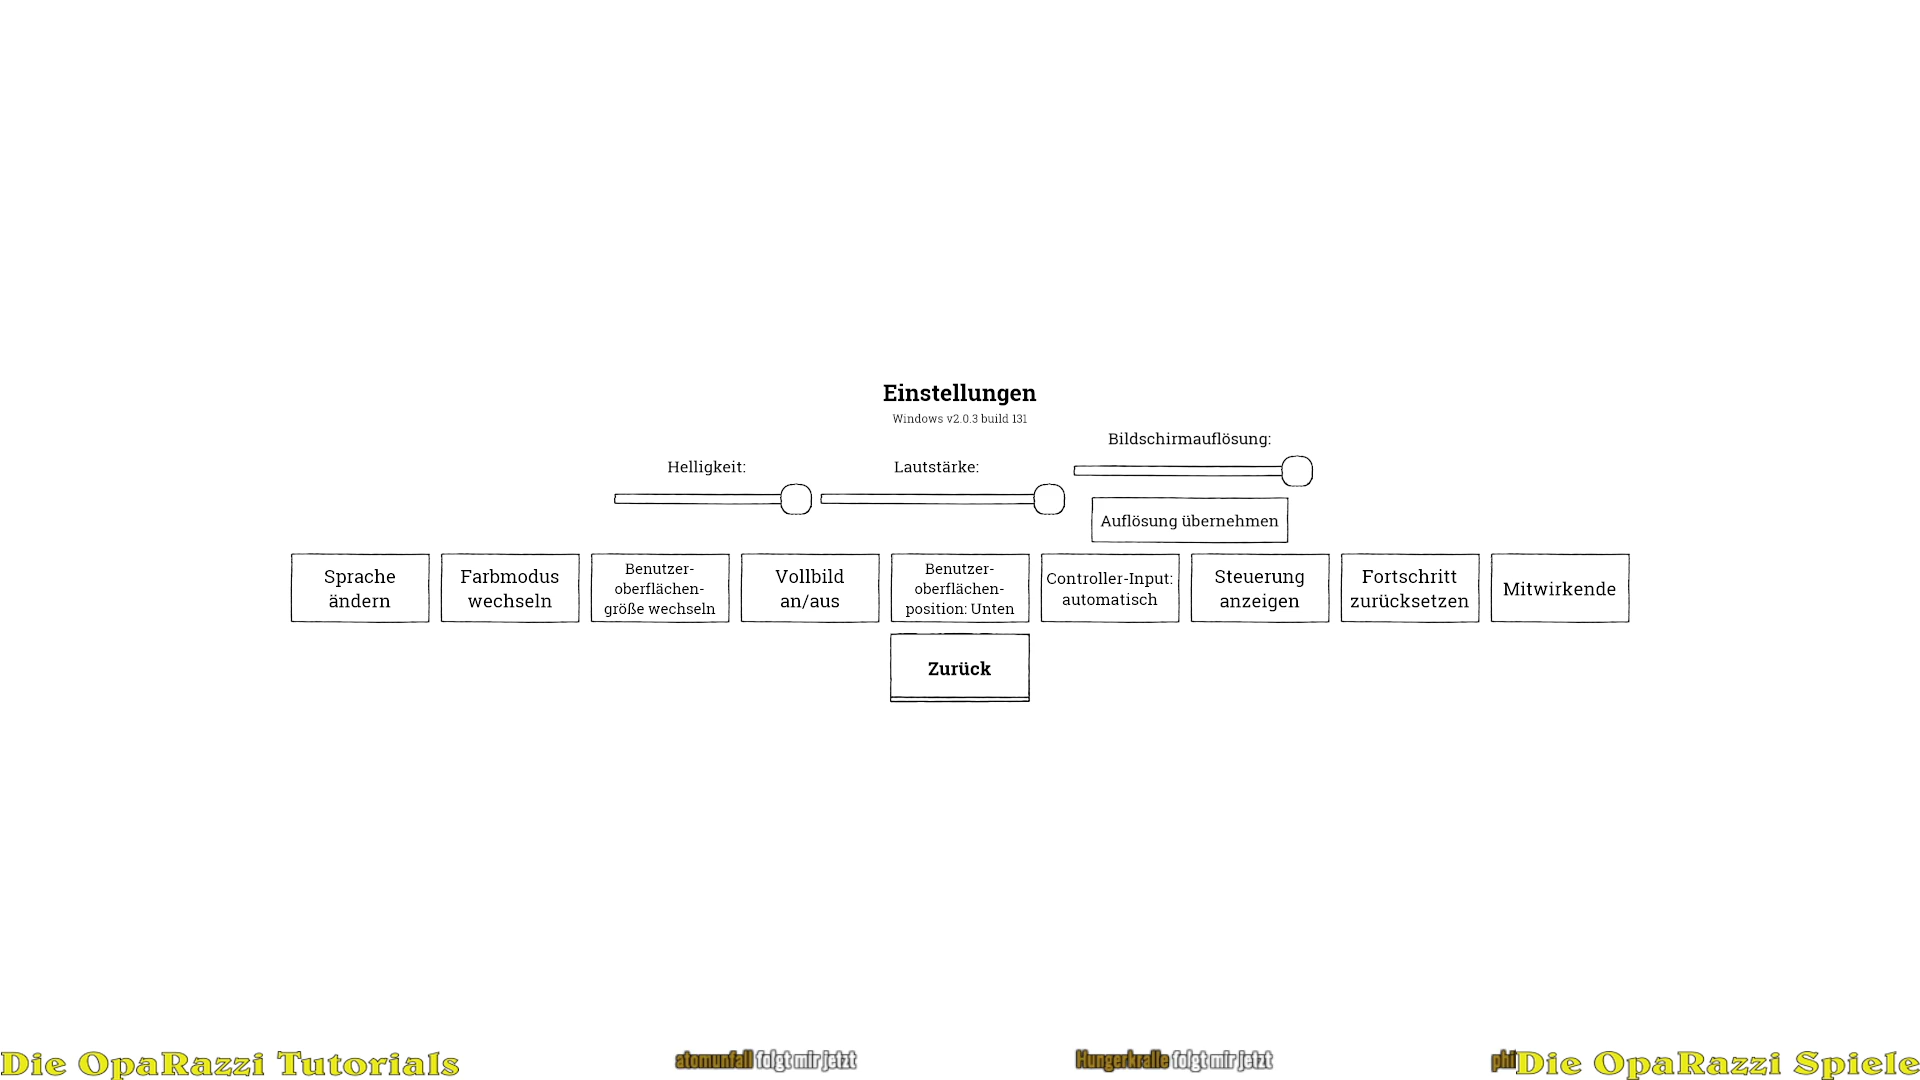 Einstellungen
Windows v2.0.3 build 131
Bildschirmauflösung:
Helligkeit:
Lautstärke:
Auflösung übernehmen
Sprache
ändern
Farbmodus
wechseln
Benutzer-
oberflächen-
größe wechseln
Vollbild
an/aus
Benutzer-
oberflächen-
position: Unten
Controller-Input:
automatisch
Steuerung
anzeigen
Fortschritt
zurücksetzen
Mitwirkende
Zurück
Die OpaRazzi Tutorials
atomunfall folgt mir jetzt
Hungerkralle folgt mir jetzt
phi
Die OpaRazzi Spiele